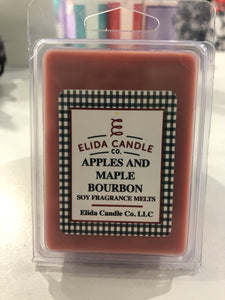 ELIDA CANDLE
CO.
APPLES AND
MAPLE
BOURBON
SOY FRAGRANCE MELTS
Elida Candle Co. LLC